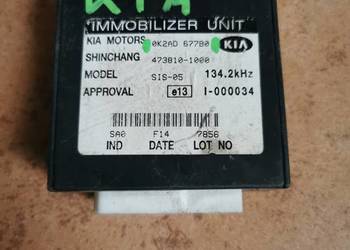 KIA
IMMOBILIZER UNIT
KIA MOTORS 0K2AD 677B0 KIA
SHINCHANG 473810-1000
MODEL SIS-05 134.2kHz
APPROVAL e13 I-000034
SA0 F14 7856
IND DATE LOT NO